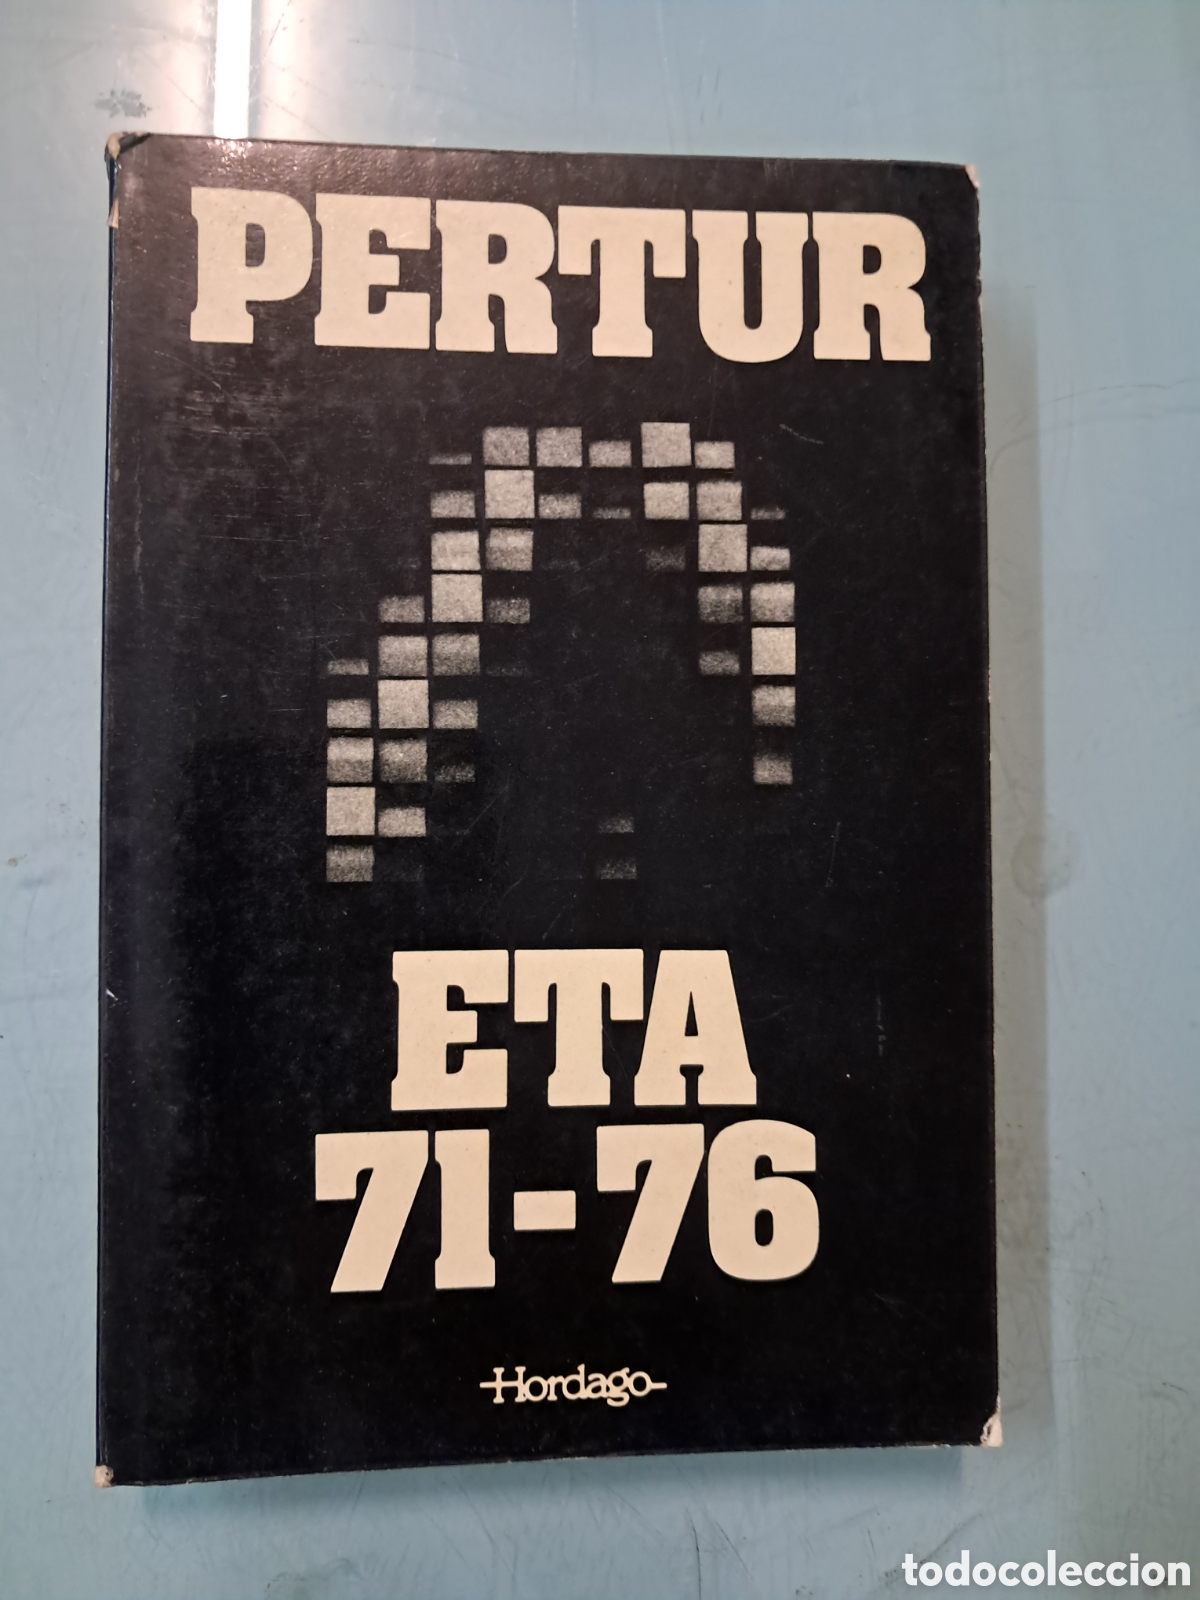 PERTUR
ETA
71-76
Hordago
todocoleccion